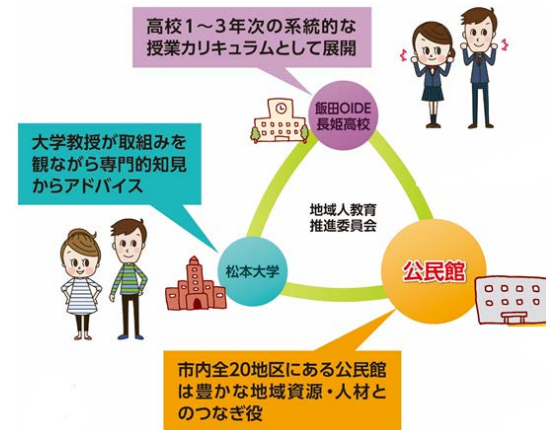 高校1～3年次の系統的な
授業カリキュラムとして展開
飯田OIDE
長姫高校
大学教授が取組みを
観ながら専門的知見
からアドバイス
地域人教育
推進委員会
松本大学
公民館
市内全20地区にある公民館
は豊かな地域資源・人材と
のつなぎ役